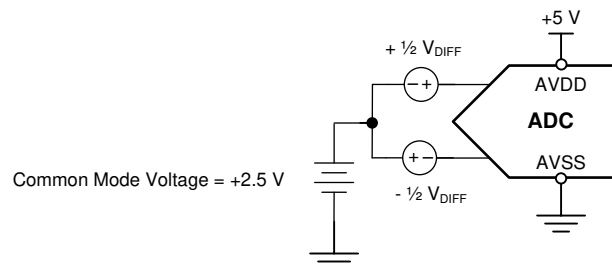 +5 V
+ ½ VDIFF
AVDD
− +
ADC
+ −
AVSS
Common Mode Voltage = +2.5 V
- ½ VDIFF